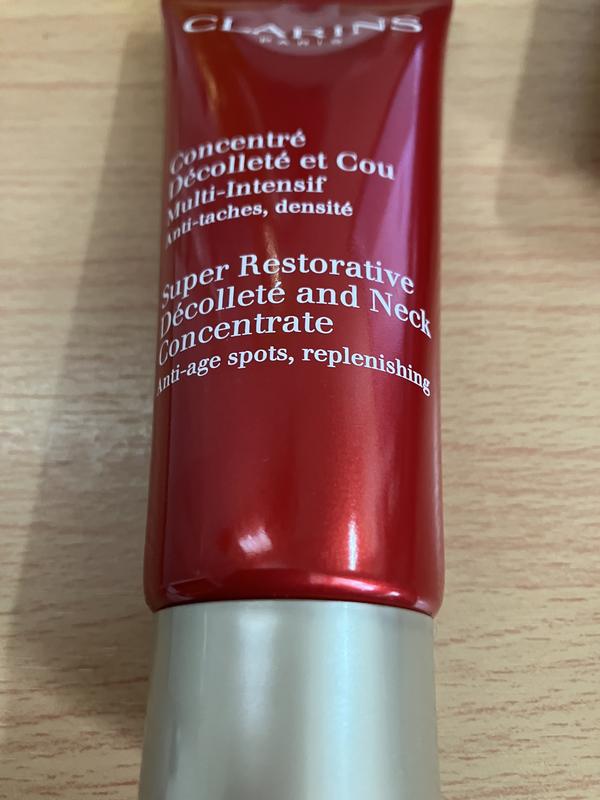 CLARINS
PARIS
Concentré
Décolleté et Cou
Multi-Intensif
Anti-taches, densité
Super Restorative
Décolleté and Neck
Concentrate
Anti-age spots, replenishing